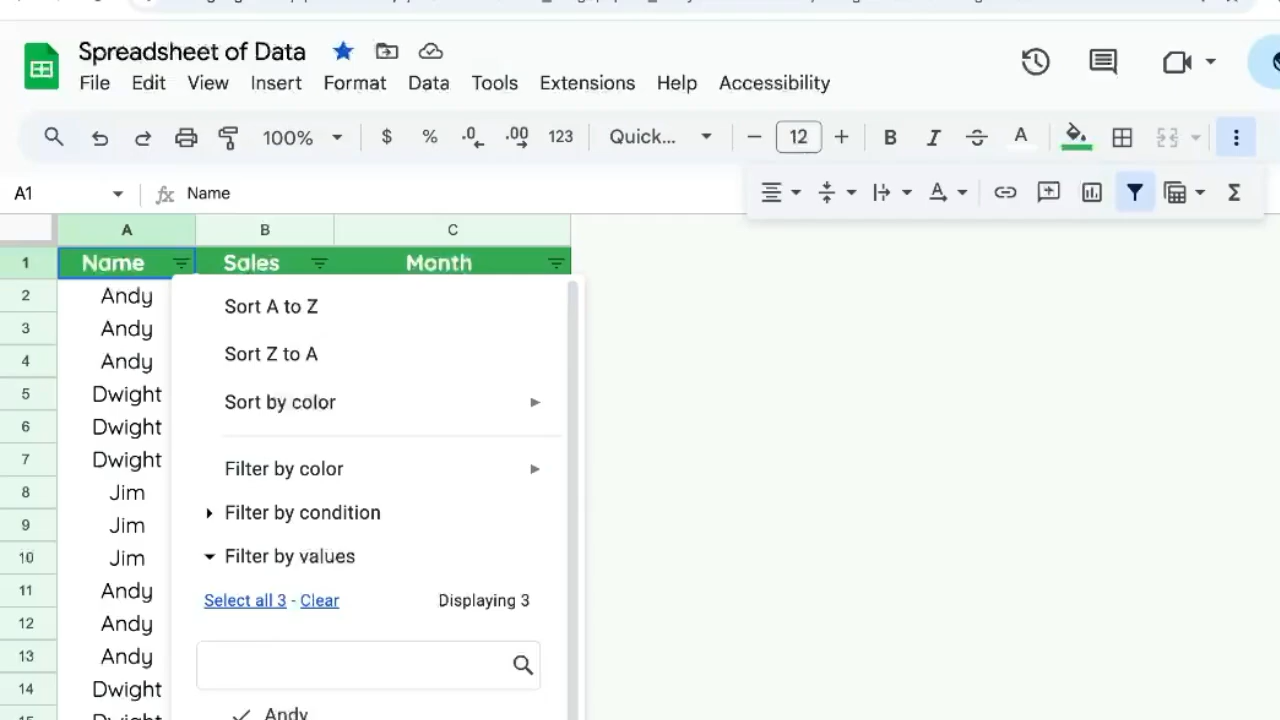 Spreadsheet of Data
File Edit View Insert Format Data Tools Extensions Help Accessibility
100% $ % .0 .00 123 Quick... − 12 + B I A
A1 fx Name
A Σ
A B C
1 Name Sales Month
2 Andy
3 Andy
4 Andy
5 Dwight
6 Dwight
7 Dwight
8 Jim
9 Jim
10 Jim
11 Andy
12 Andy
13 Andy
14 Dwight
15 Dwight
Sort A to Z
Sort Z to A
Sort by color
Filter by color
Filter by condition
Filter by values
Select all 3 - Clear Displaying 3
Andy